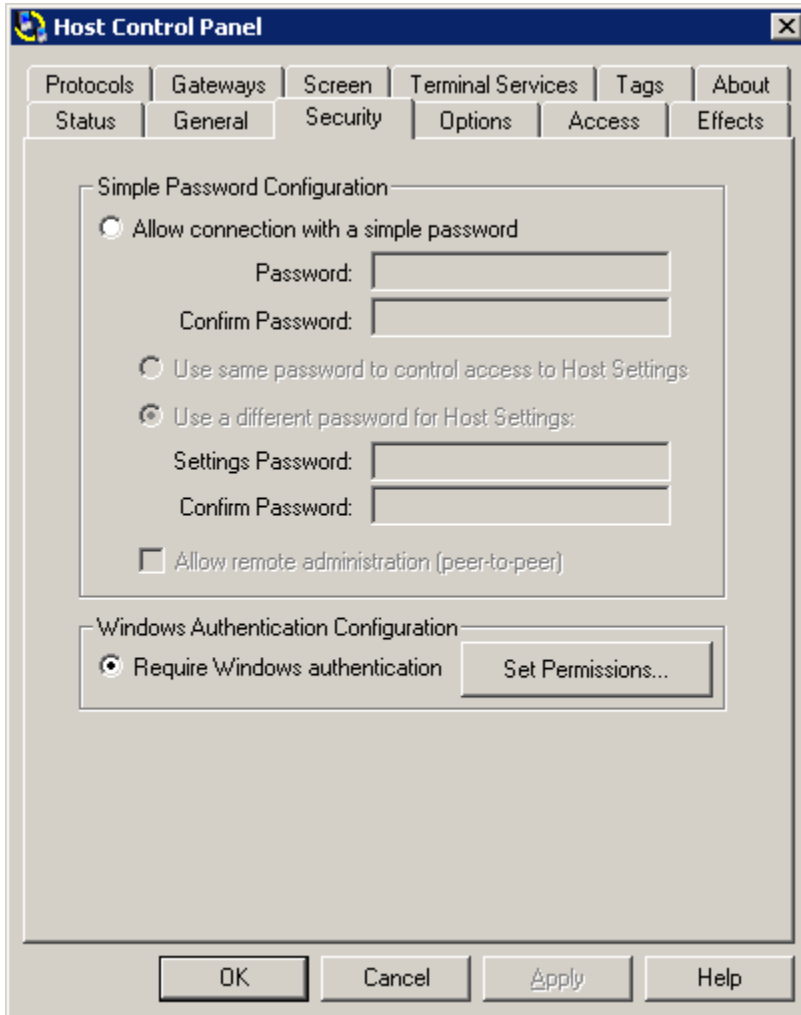 Host Control Panel
Protocols Gateways Screen Terminal Services Tags About
Status General Security Options Access Effects
Simple Password Configuration
Allow connection with a simple password
Password:
Confirm Password:
Use same password to control access to Host Settings
Use a different password for Host Settings:
Settings Password:
Confirm Password:
Allow remote administration (peer-to-peer)
Windows Authentication Configuration
Require Windows authentication Set Permissions...
OK Cancel Apply Help